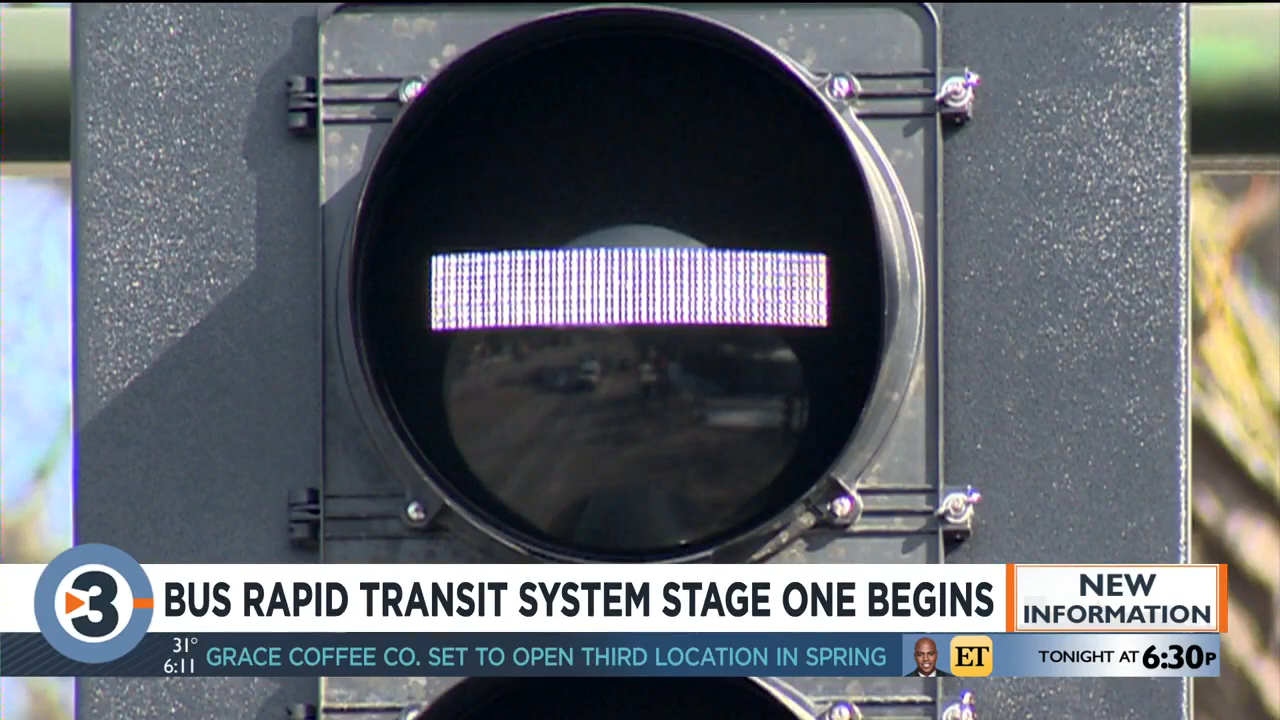 3
BUS RAPID TRANSIT SYSTEM STAGE ONE BEGINS
NEW
INFORMATION
31°
6:11
GRACE COFFEE CO. SET TO OPEN THIRD LOCATION IN SPRING
ET
TONIGHT AT 6:30P